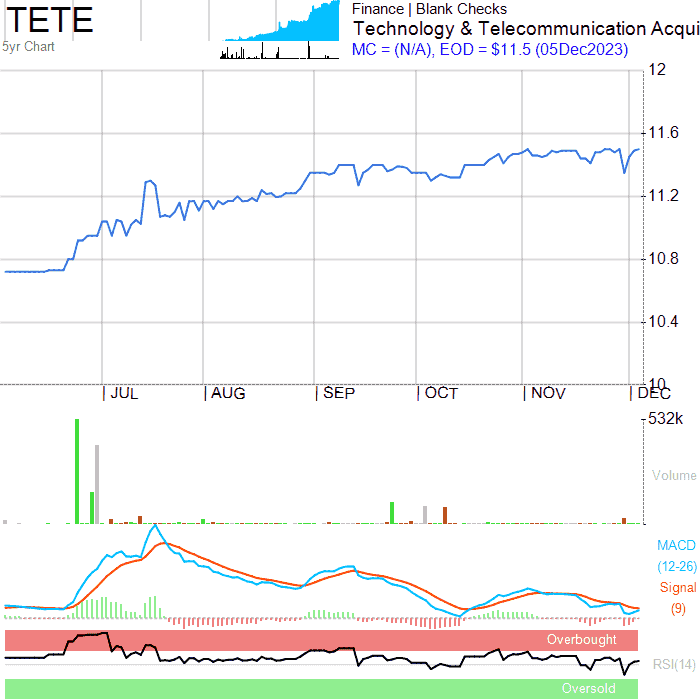 TETE
5yr Chart
Finance | Blank Checks
Technology & Telecommunication Acqui
MC = (N/A), EOD = $11.5 (05Dec2023)
12
11.6
11.2
10.8
10.4
10
JUL AUG SEP OCT NOV DEC
532k
Volume
MACD
(12-26)
Signal
(9)
Overbought
RSI(14)
Oversold